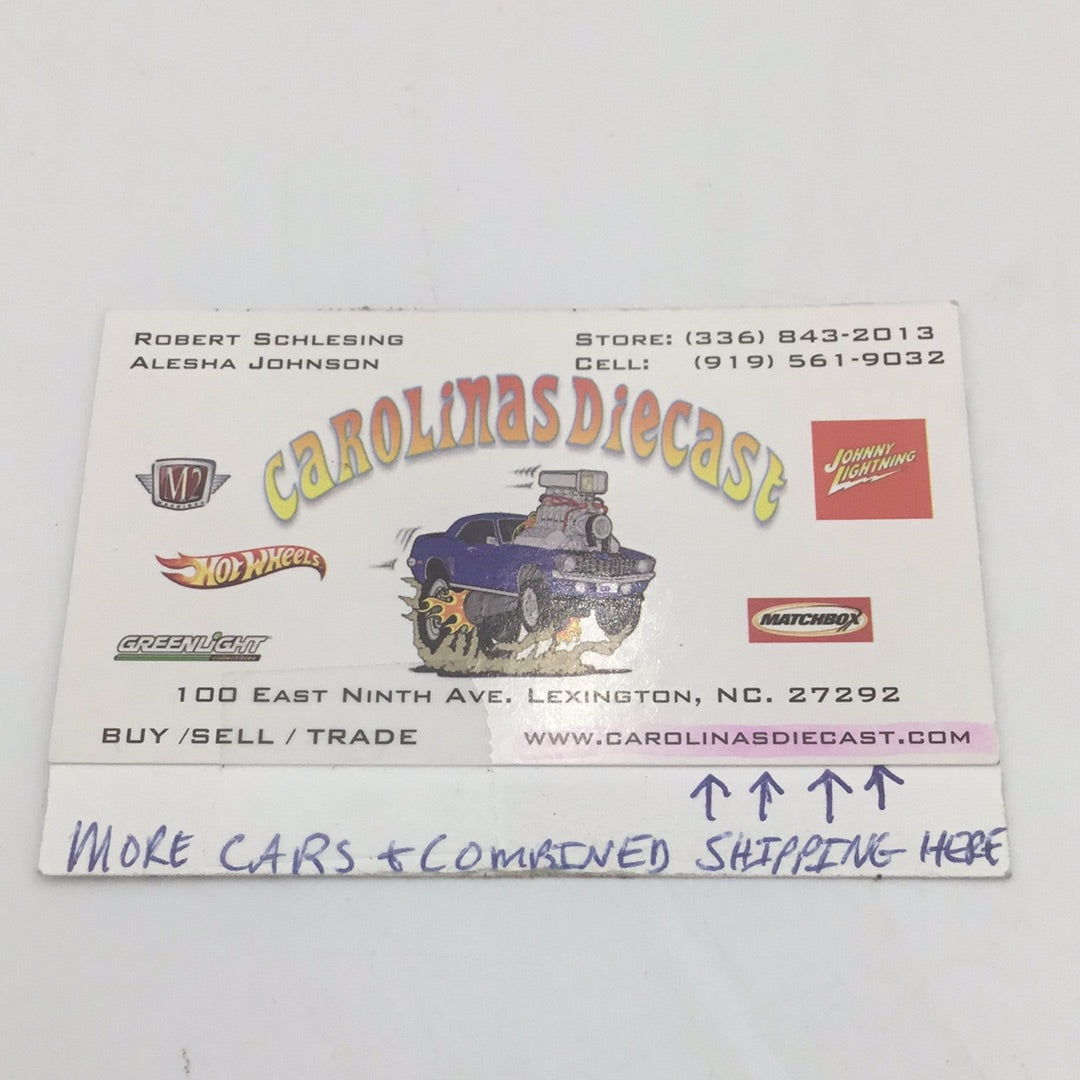 ROBERT SCHLESING
ALESHA JOHNSON
STORE: (336) 843-2013
CELL: (919) 561-9032
CAROLINAS DIECAST
M2
JOHNNY
LIGHTNING
HOT WHEELS
MATCHBOX
GREENLIGHT
100 EAST NINTH AVE. LEXINGTON, NC. 27292
BUY /SELL / TRADE
WWW.CAROLINASDIECAST.COM
MORE CARS + COMBINED SHIPPING HERE